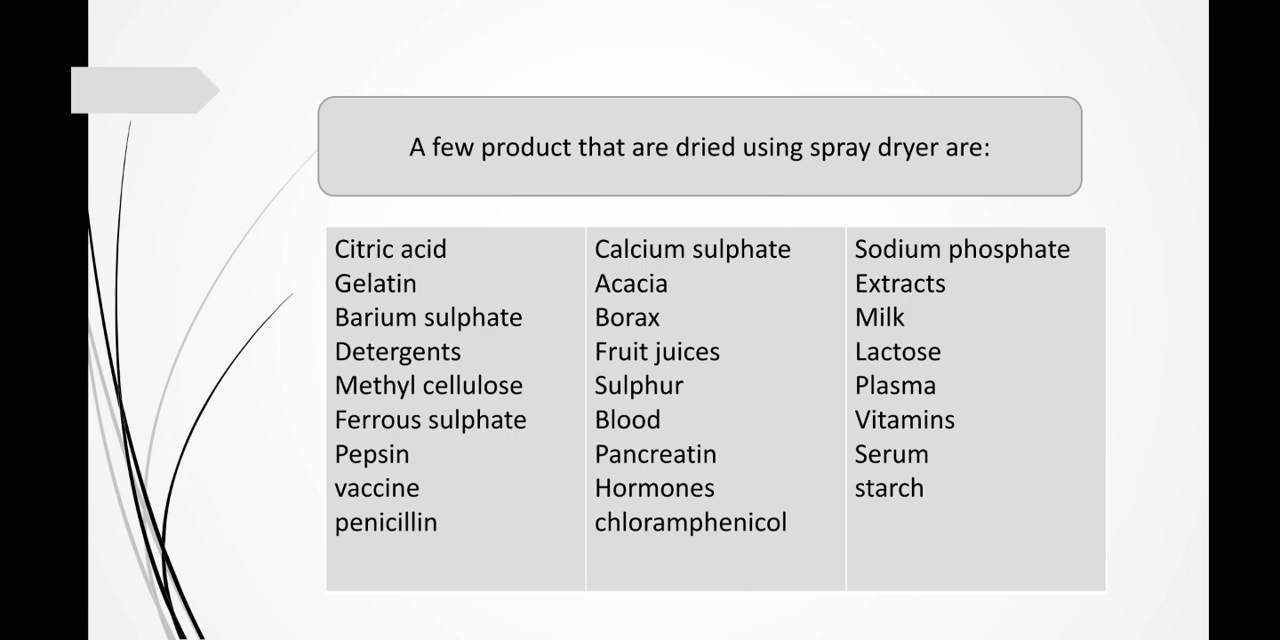 A few product that are dried using spray dryer are:
Citric acid
Gelatin
Barium sulphate
Detergents
Methyl cellulose
Ferrous sulphate
Pepsin
vaccine
penicillin
Calcium sulphate
Acacia
Borax
Fruit juices
Sulphur
Blood
Pancreatin
Hormones
chloramphenicol
Sodium phosphate
Extracts
Milk
Lactose
Plasma
Vitamins
Serum
starch